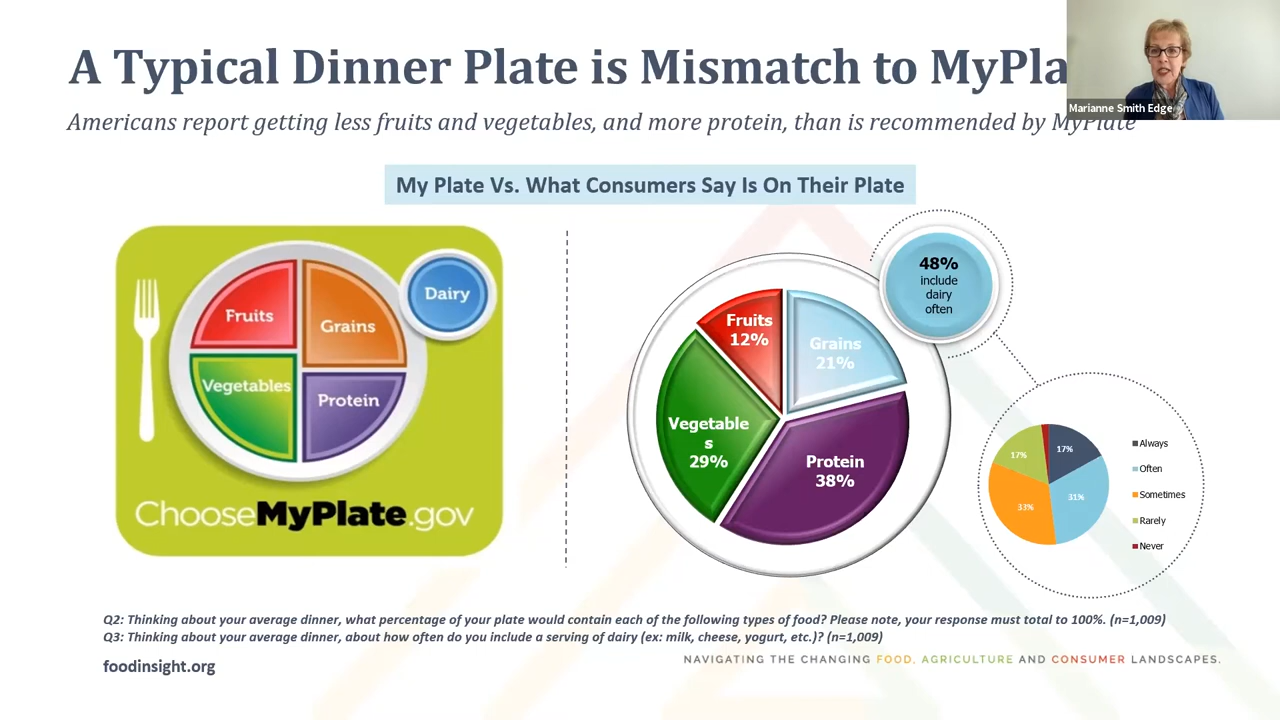 A Typical Dinner Plate is Mismatch to MyPla
Marianne Smith Edge
Americans report getting less fruits and vegetables, and more protein, than is recommended by MyPlate
My Plate Vs. What Consumers Say Is On Their Plate
Fruits
Grains
Dairy
Vegetables
Protein
ChooseMyPlate.gov
48%
include
dairy
often
Fruits
12%
Grains
21%
Vegetable
s
29%
Protein
38%
17%
17%
31%
33%
Always
Often
Sometimes
Rarely
Never
Q2: Thinking about your average dinner, what percentage of your plate would contain each of the following types of food? Please note, your response must total to 100%. (n=1,009)
Q3: Thinking about your average dinner, about how often do you include a serving of dairy (ex: milk, cheese, yogurt, etc.)? (n=1,009)
foodinsight.org
NAVIGATING THE CHANGING FOOD, AGRICULTURE AND CONSUMER LANDSCAPES.